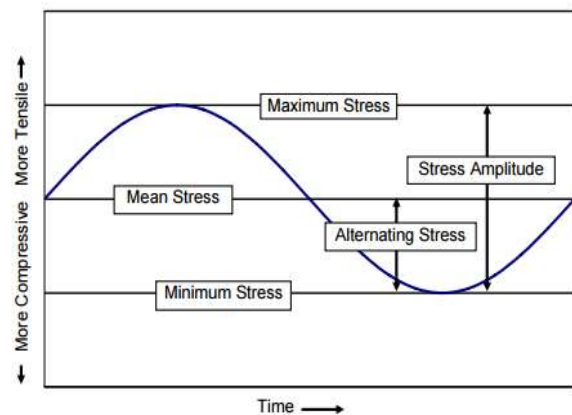 More Tensile
More Compressive
Maximum Stress
Stress Amplitude
Mean Stress
Alternating Stress
Minimum Stress
Time